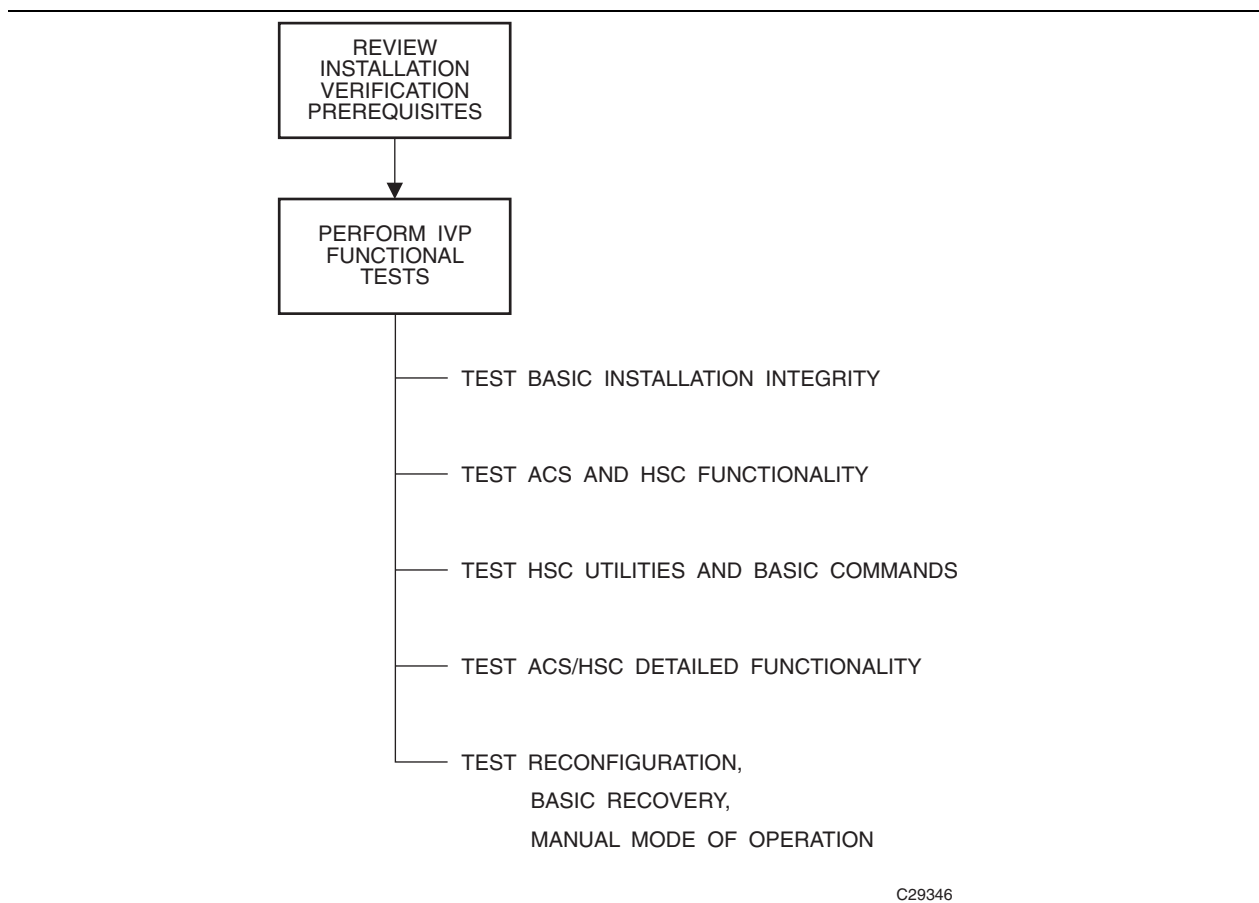 REVIEW
INSTALLATION
VERIFICATION
PREREQUISITES
PERFORM IVP
FUNCTIONAL
TESTS
TEST BASIC INSTALLATION INTEGRITY
TEST ACS AND HSC FUNCTIONALITY
TEST HSC UTILITIES AND BASIC COMMANDS
TEST ACS/HSC DETAILED FUNCTIONALITY
TEST RECONFIGURATION,
BASIC RECOVERY,
MANUAL MODE OF OPERATION
C29346